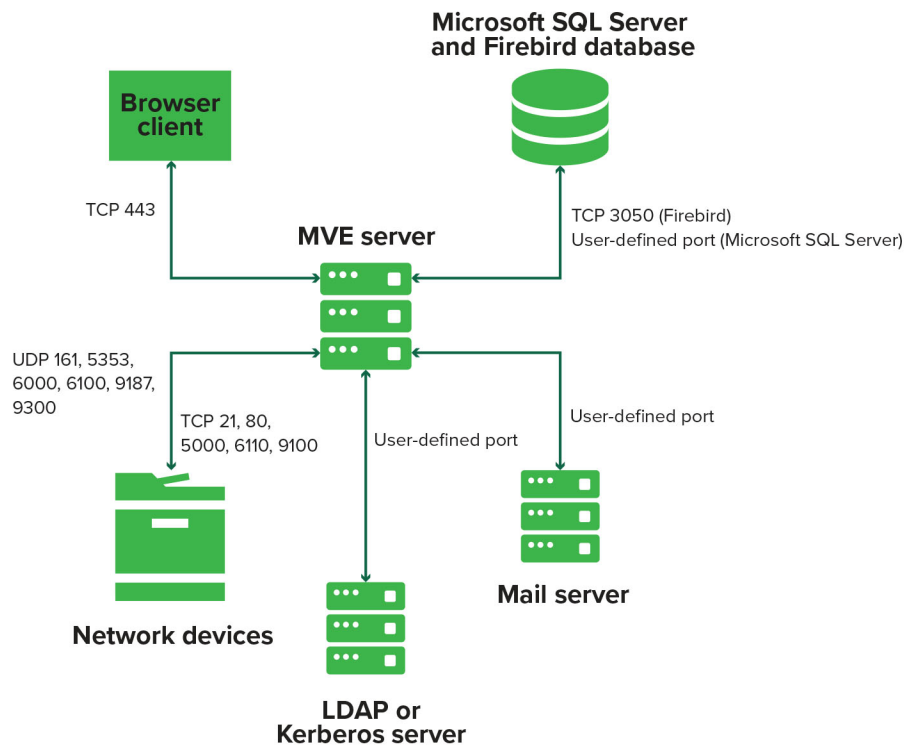 Microsoft SQL Server
and Firebird database
Browser
client
TCP 443
TCP 3050 (Firebird)
User-defined port (Microsoft SQL Server)
MVE server
UDP 161, 5353,
6000, 6100, 9187,
9300
TCP 21, 80,
5000, 6110, 9100
User-defined port
User-defined port
Network devices
Mail server
LDAP or
Kerberos server